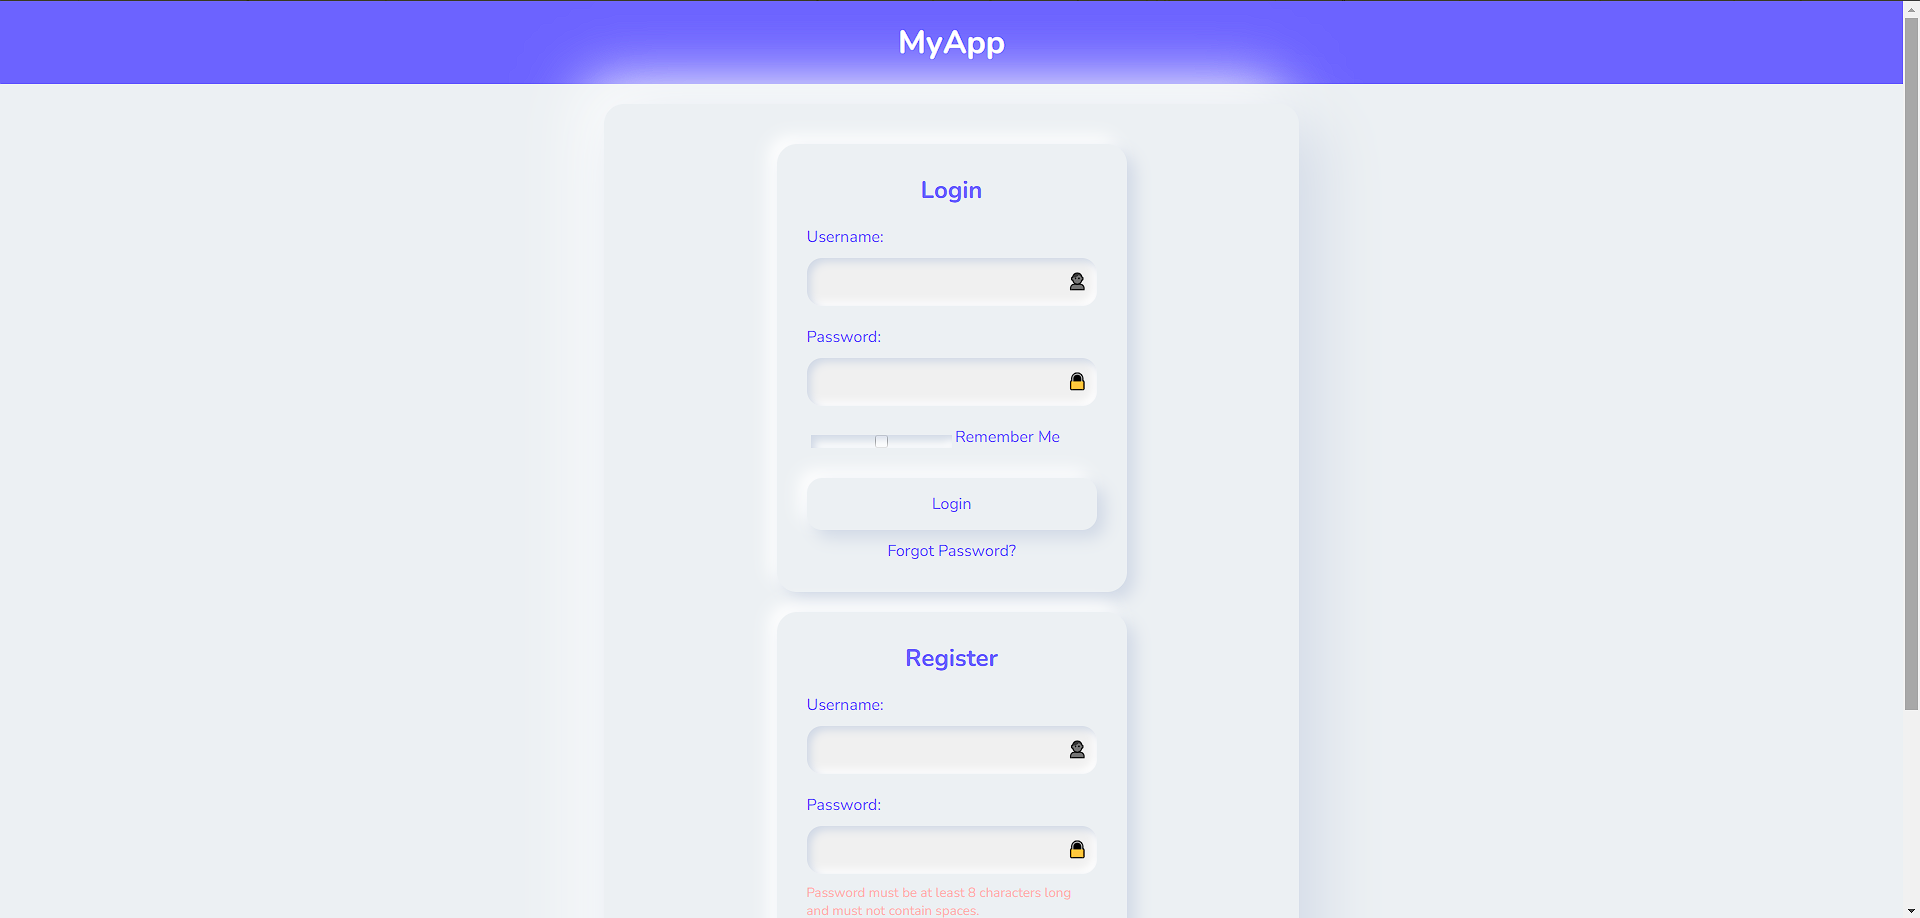 MyApp
Login
Username:
Password:
Remember Me
Login
Forgot Password?
Register
Username:
Password:
Password must be at least 8 characters long
and must not contain spaces.